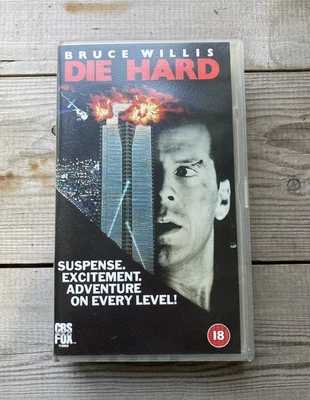 BRUCE WILLIS
DIE HARD
SUSPENSE.
EXCITEMENT.
ADVENTURE
ON EVERY LEVEL!
CBS
FOX
VIDEO
18